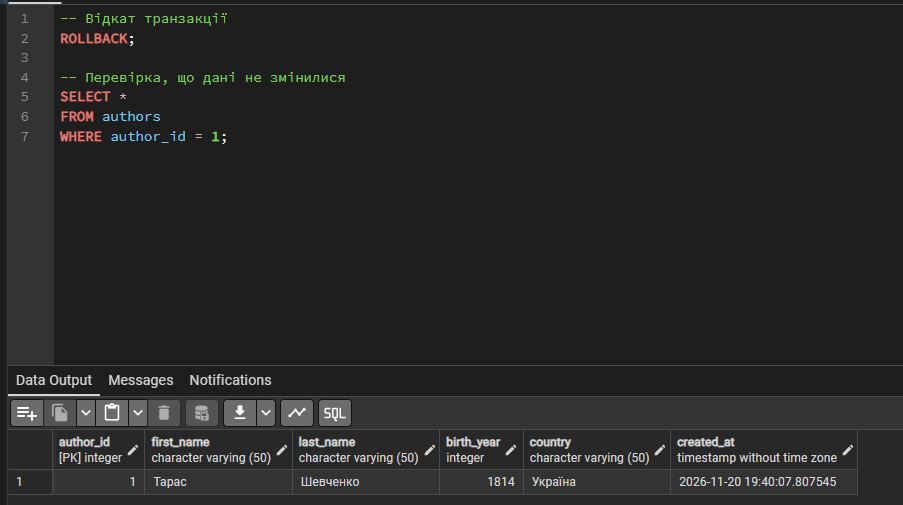 1 -- Відкат транзакції
2 ROLLBACK;
3
4 -- Перевірка, що дані не змінилися
5 SELECT *
6 FROM authors
7 WHERE author_id = 1;
Data Output Messages Notifications
SQL
author_id first_name last_name birth_year country created_at
[PK] integer character varying (50) character varying (50) integer character varying (50) timestamp without time zone
1 1 Тарас Шевченко 1814 Україна 2026-11-20 19:40:07.807545